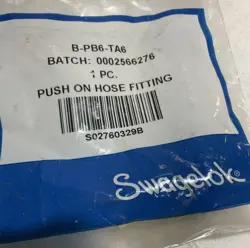 B-PB6-TA6
BATCH: 0002566276
1 PC.
PUSH ON HOSE FITTING
S02760329B
Swagelok